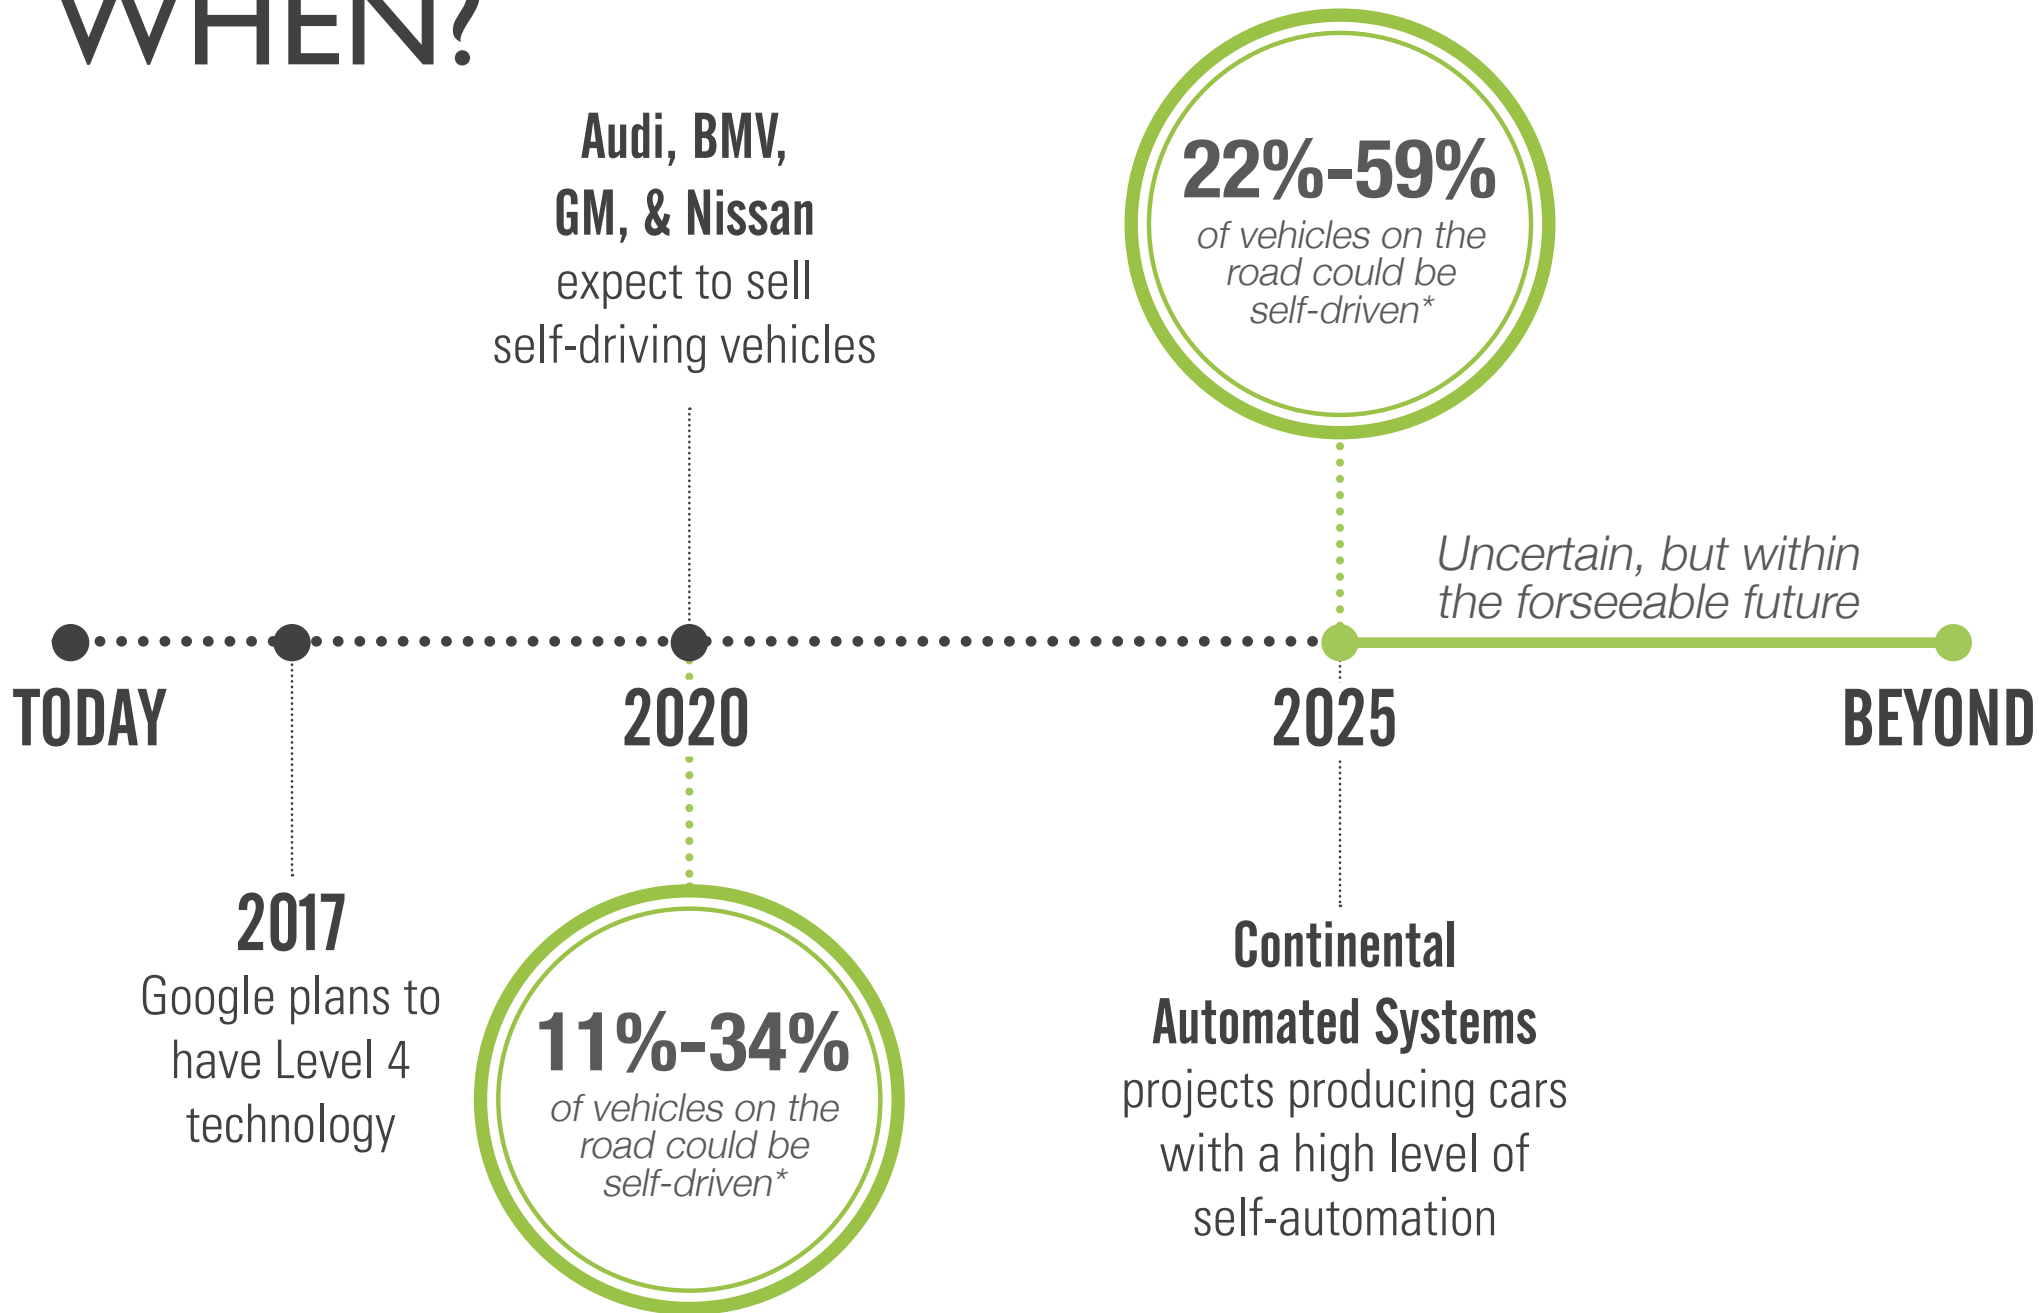 WHEN?
Audi, BMV,
GM, & Nissan
expect to sell
self-driving vehicles
22%-59%
of vehicles on the
road could be
self-driven*
Uncertain, but within
the forseeable future
TODAY
2020
2025
BEYOND
2017
Google plans to
have Level 4
technology
11%-34%
of vehicles on the
road could be
self-driven*
Continental
Automated Systems
projects producing cars
with a high level of
self-automation